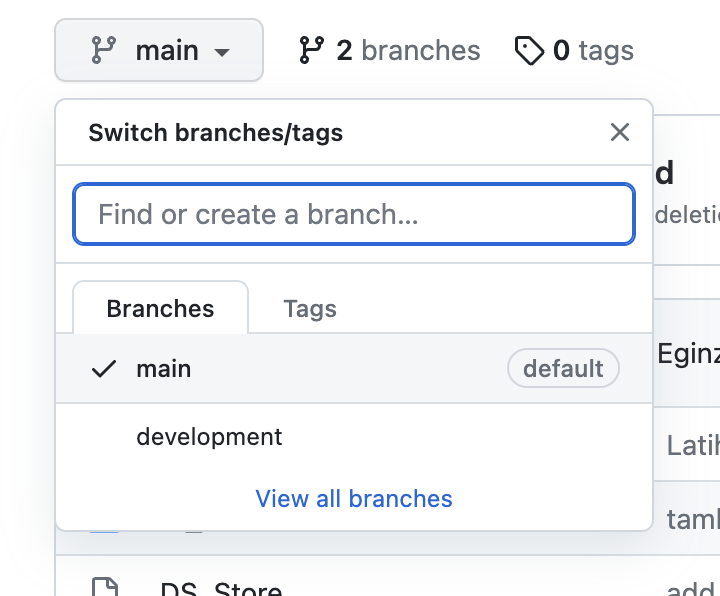 main 2 branches 0 tags
Switch branches/tags
d
Find or create a branch...
deleti
Branches Tags
main default
Eginz
development
Latih
View all branches
taml
DS_Store
add